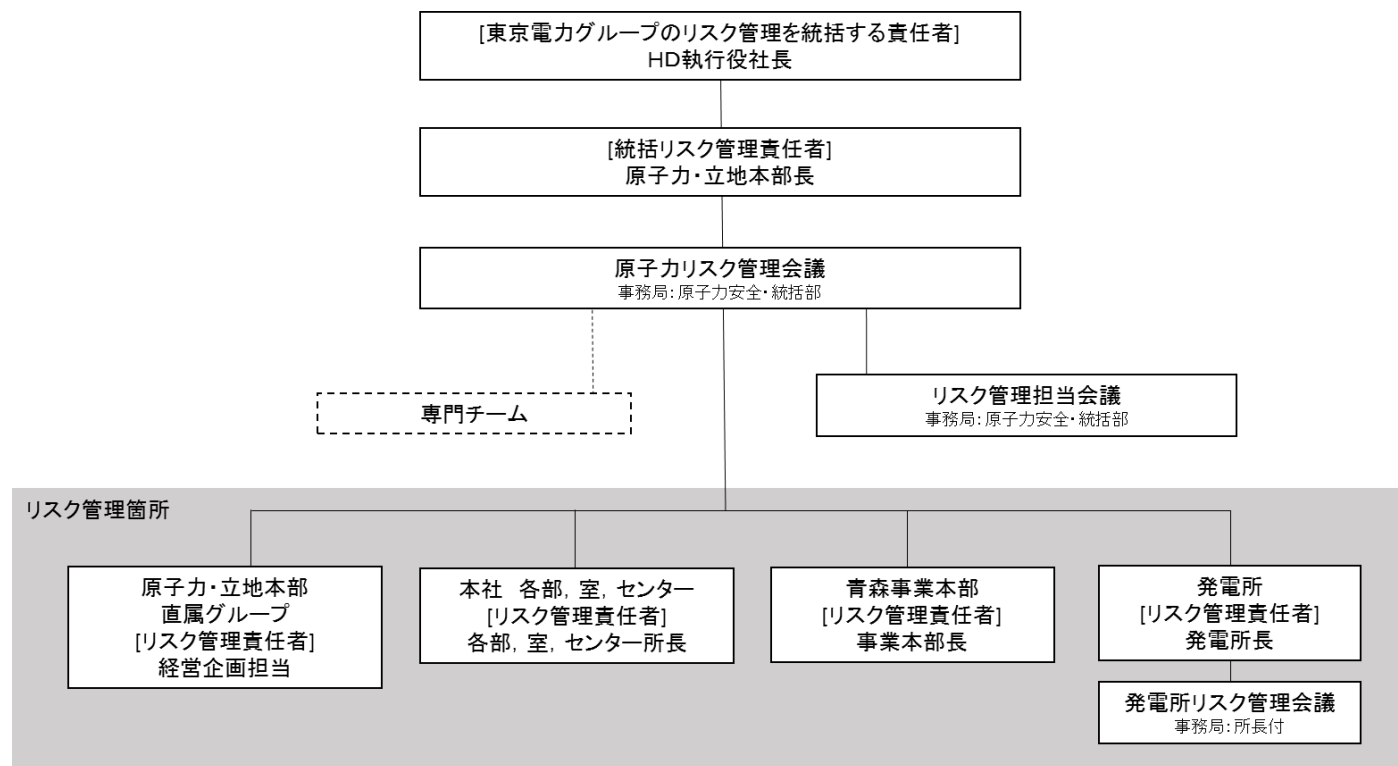 [東京電力グループのリスク管理を統括する責任者]
HD執行役社長
[統括リスク管理責任者]
原子力・立地本部長
原子力リスク管理会議
事務局：原子力安全・統括部
専門チーム
リスク管理担当会議
事務局：原子力安全・統括部
リスク管理箇所
原子力・立地本部
直属グループ
[リスク管理責任者]
経営企画担当
本社　各部，室，センター
[リスク管理責任者]
各部，室，センター所長
青森事業本部
[リスク管理責任者]
事業本部長
発電所
[リスク管理責任者]
発電所長
発電所リスク管理会議
事務局：所長付